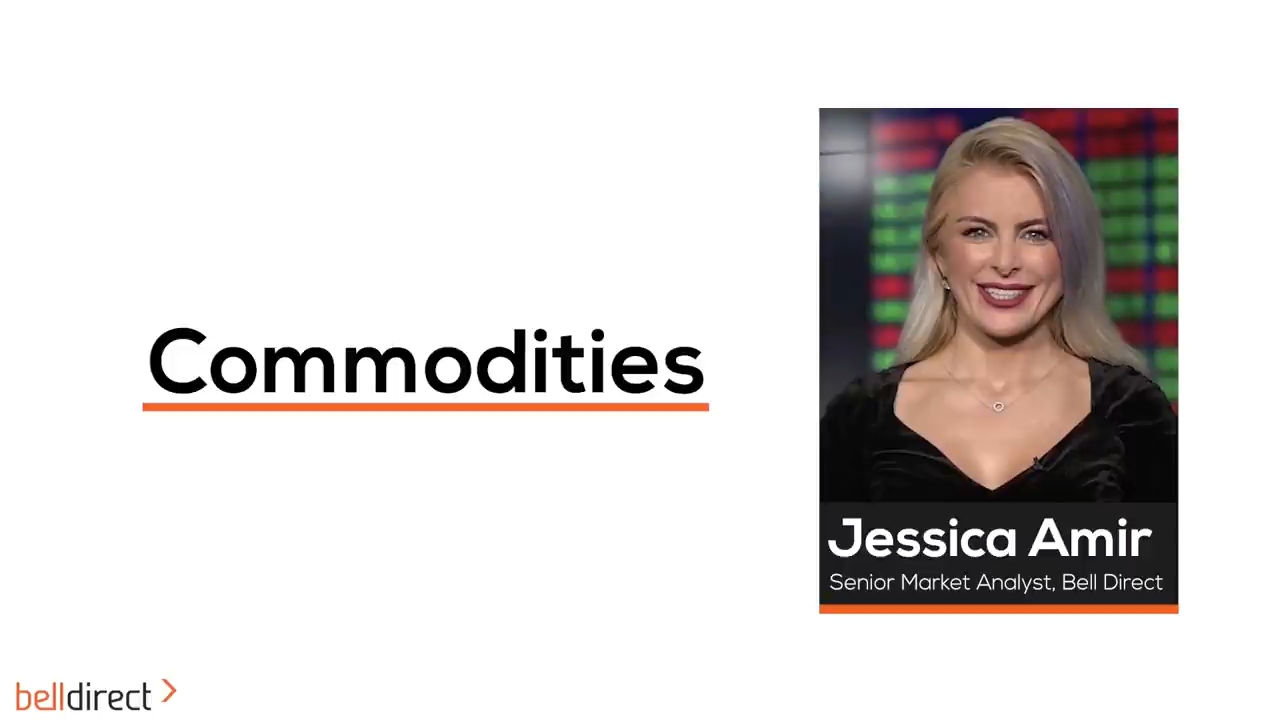 Commodities
Jessica Amir
Senior Market Analyst, Bell Direct
belldirect